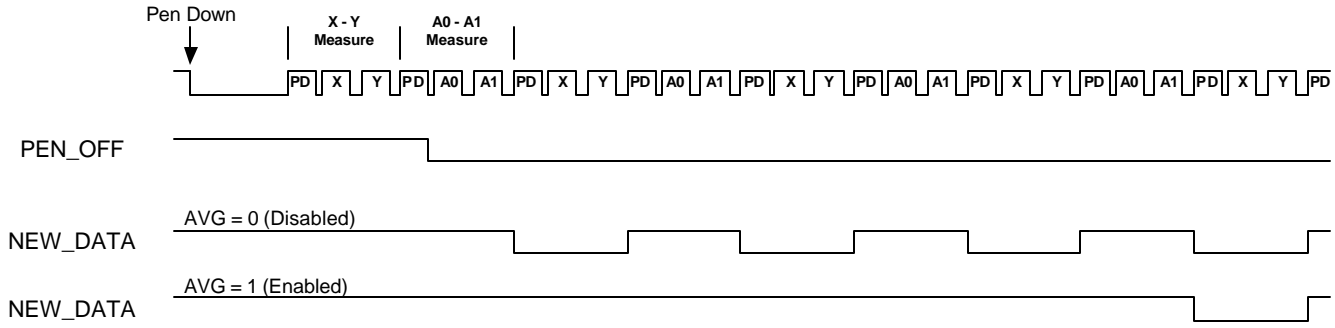 Pen Down
X - Y
Measure
A0 - A1
Measure
PD X Y PD A0 A1 PD X Y PD A0 A1 PD X Y PD A0 A1 PD X Y PD A0 A1 PD X Y PD
PEN_OFF
AVG = 0 (Disabled)
NEW_DATA
AVG = 1 (Enabled)
NEW_DATA